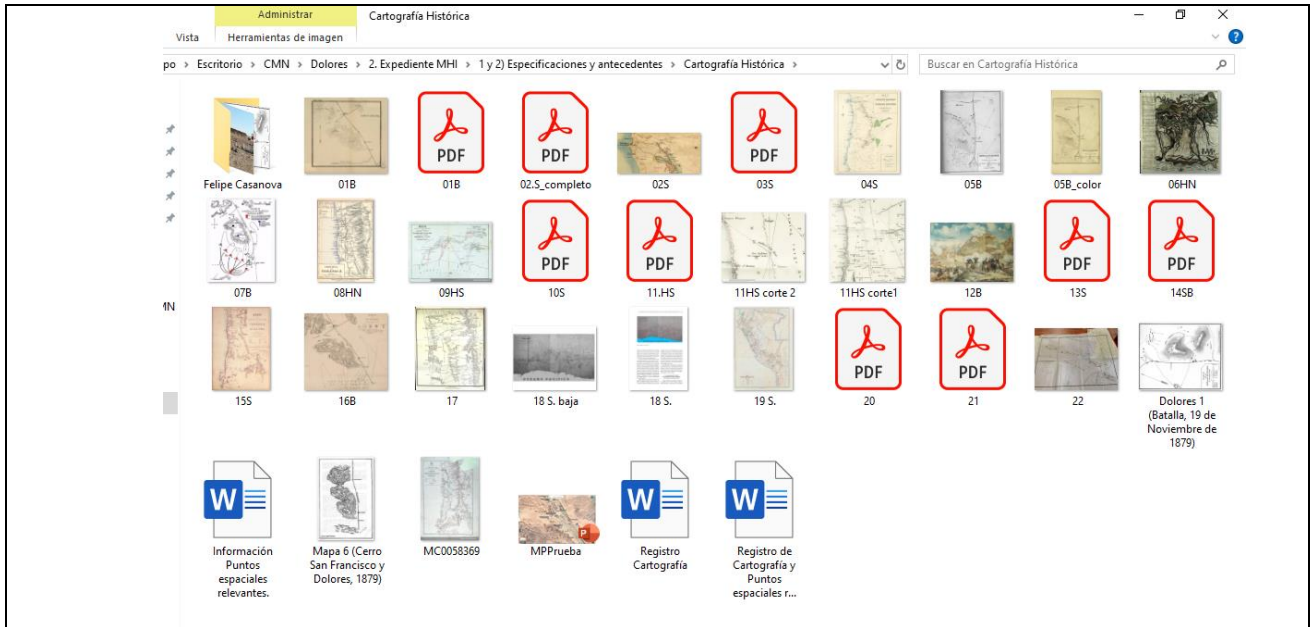 Administrar
Cartografía Histórica
Vista
Herramientas de imagen
po > Escritorio > CMN > Dolores > 2. Expediente MHI > 1 y 2) Especificaciones y antecedentes > Cartografía Histórica >
Buscar en Cartografía Histórica
PDF PDF PDF
Felipe Casanova 01B 01B 02.S_completo 02S 03S 04S 05B 05B_color 06HN
PDF PDF PDF PDF
07B 08HN 09HS 10S 11.HS 11HS corte 2 11HS corte1 12B 13S 14SB
MN
PDF PDF
15S 16B 17 18 S. baja 18 S. 19 S. 20 21 22 Dolores 1
(Batalla, 19 de
Noviembre de
1879)
W P W W
Información
Puntos
espaciales
relevantes.
Mapa 6 (Cerro
San Francisco y
Dolores, 1879)
MC0058369
MPPrueba
Registro
Cartografía
Registro de
Cartografía y
Puntos
espaciales r...